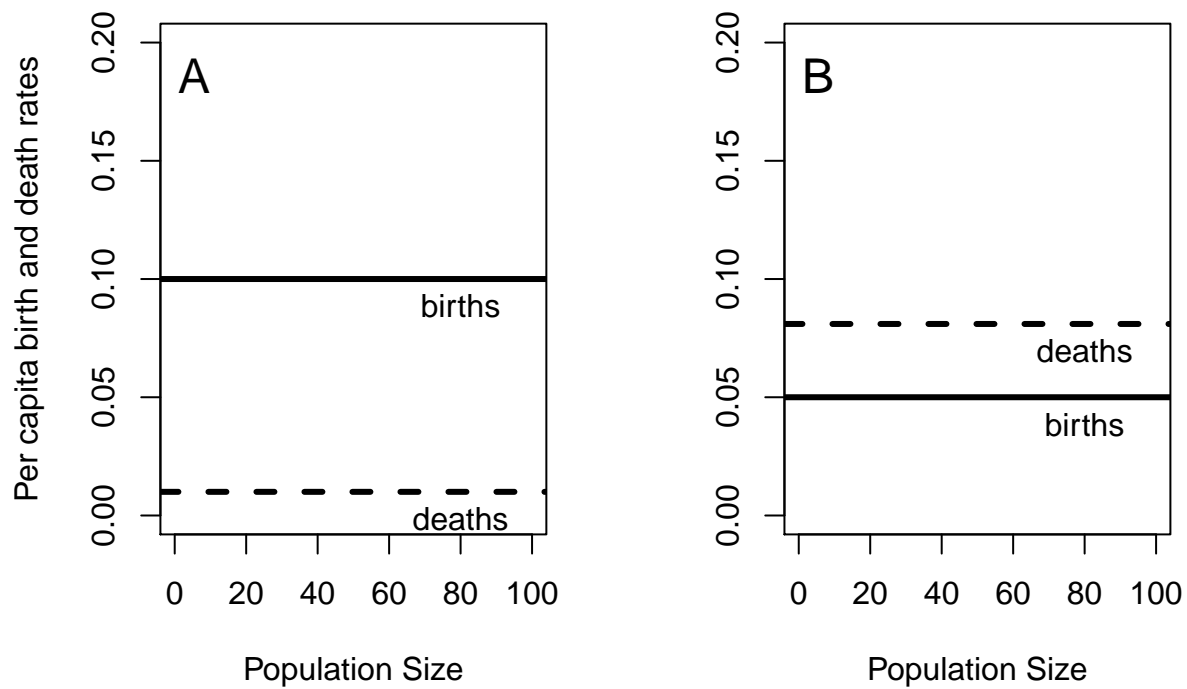 Per capita birth and death rates
A
0.20
0.15
0.10
0.05
0.00
births
deaths
0 20 40 60 80 100
Population Size
B
0.20
0.15
0.10
0.05
0.00
deaths
births
0 20 40 60 80 100
Population Size